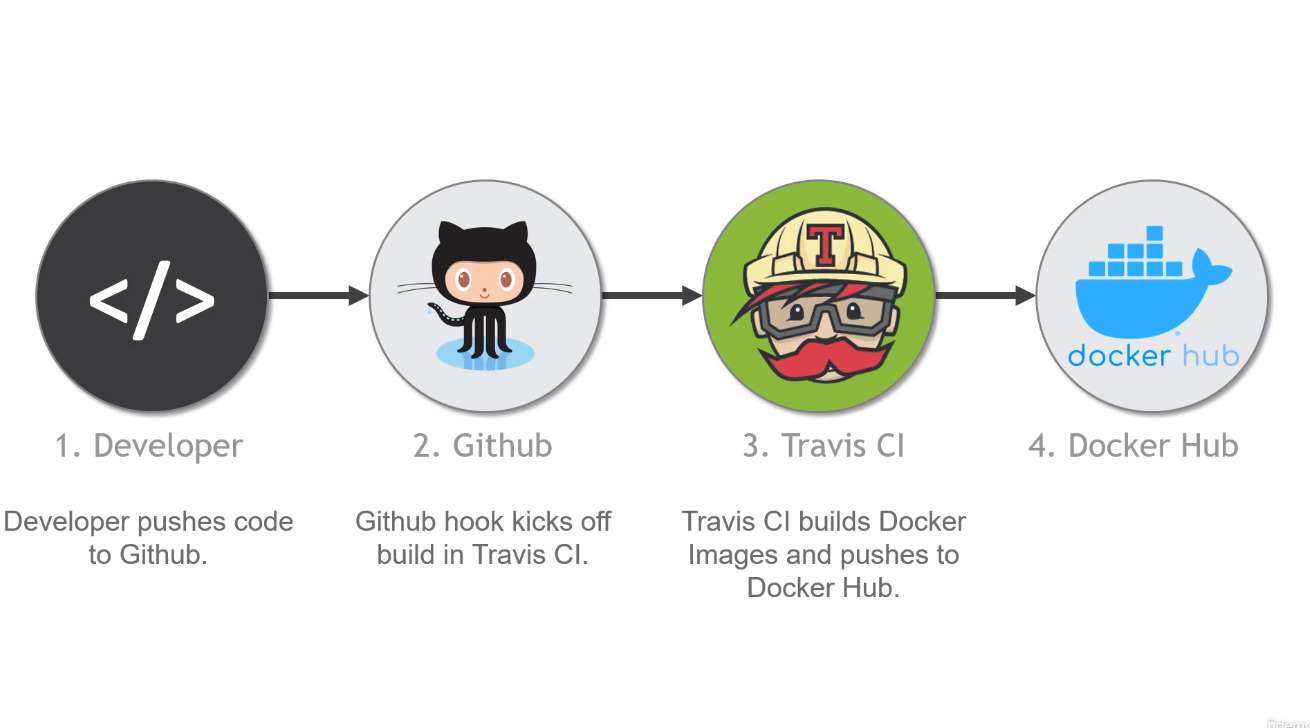 </>
T
docker hub
1. Developer
2. Github
3. Travis CI
4. Docker Hub
Developer pushes code
to Github.
Github hook kicks off
build in Travis CI.
Travis CI builds Docker
Images and pushes to
Docker Hub.